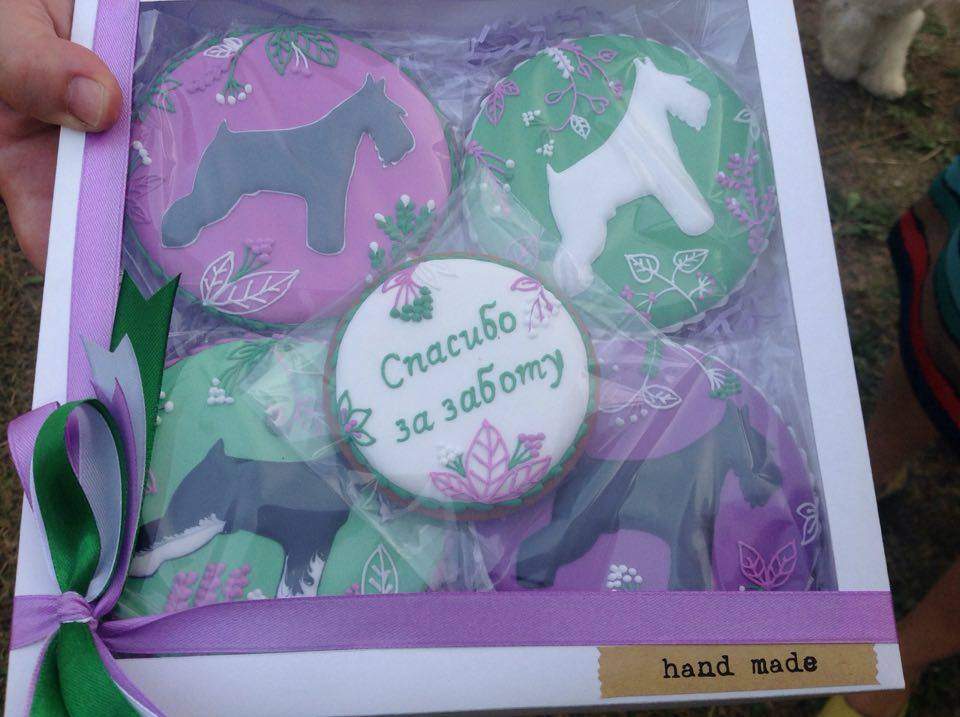 Спасибо
за заботу
hand made